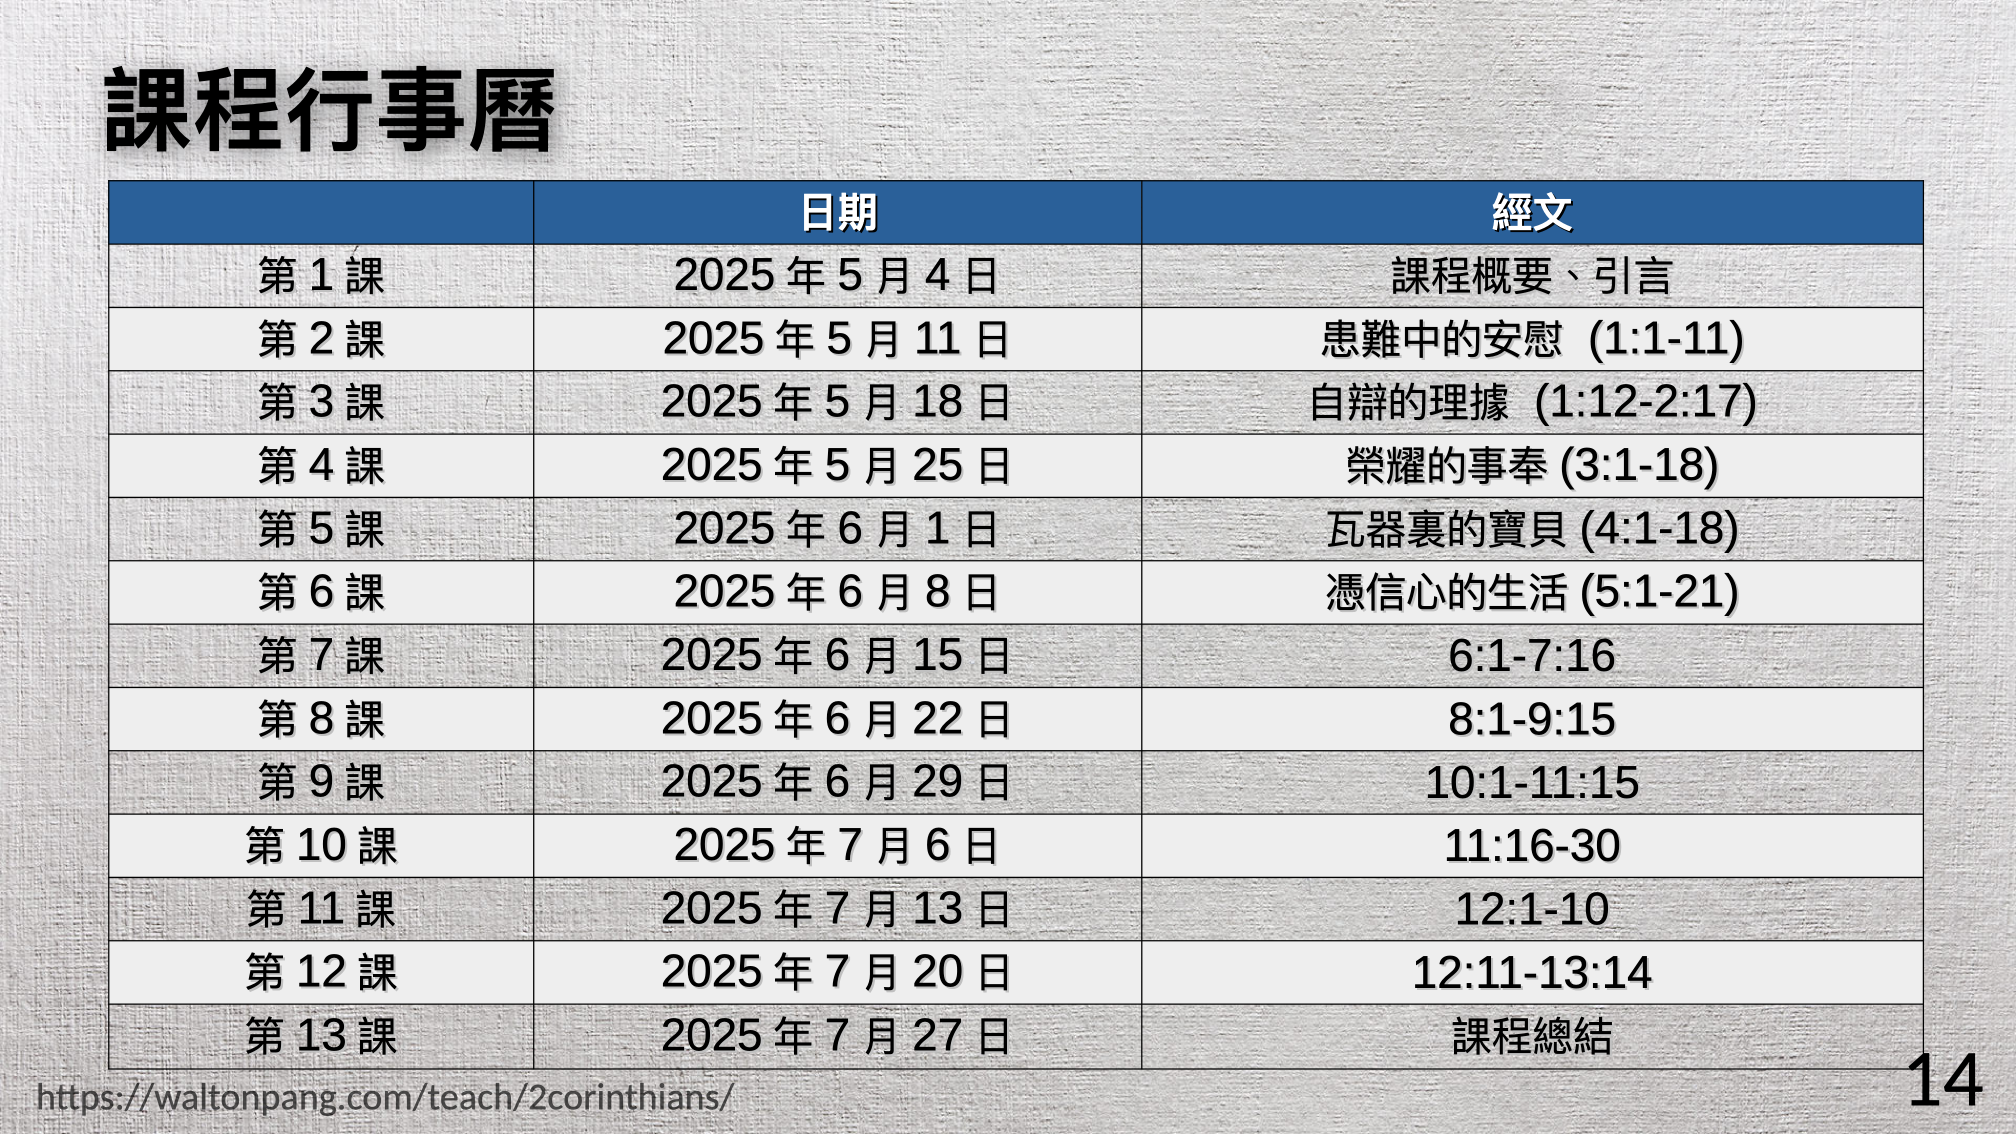 課程行事曆
日期 經文
第 1 課 2025 年 5 月 4 日 課程概要、引言
第 2 課 2025 年 5 月 11 日 患難中的安慰 (1:1-11)
第 3 課 2025 年 5 月 18 日 自辯的理據 (1:12-2:17)
第 4 課 2025 年 5 月 25 日 榮耀的事奉 (3:1-18)
第 5 課 2025 年 6 月 1 日 瓦器裏的寶貝 (4:1-18)
第 6 課 2025 年 6 月 8 日 憑信心的生活 (5:1-21)
第 7 課 2025 年 6 月 15 日 6:1-7:16
第 8 課 2025 年 6 月 22 日 8:1-9:15
第 9 課 2025 年 6 月 29 日 10:1-11:15
第 10 課 2025 年 7 月 6 日 11:16-30
第 11 課 2025 年 7 月 13 日 12:1-10
第 12 課 2025 年 7 月 20 日 12:11-13:14
第 13 課 2025 年 7 月 27 日 課程總結
https://waltonpang.com/teach/2corinthians/
14